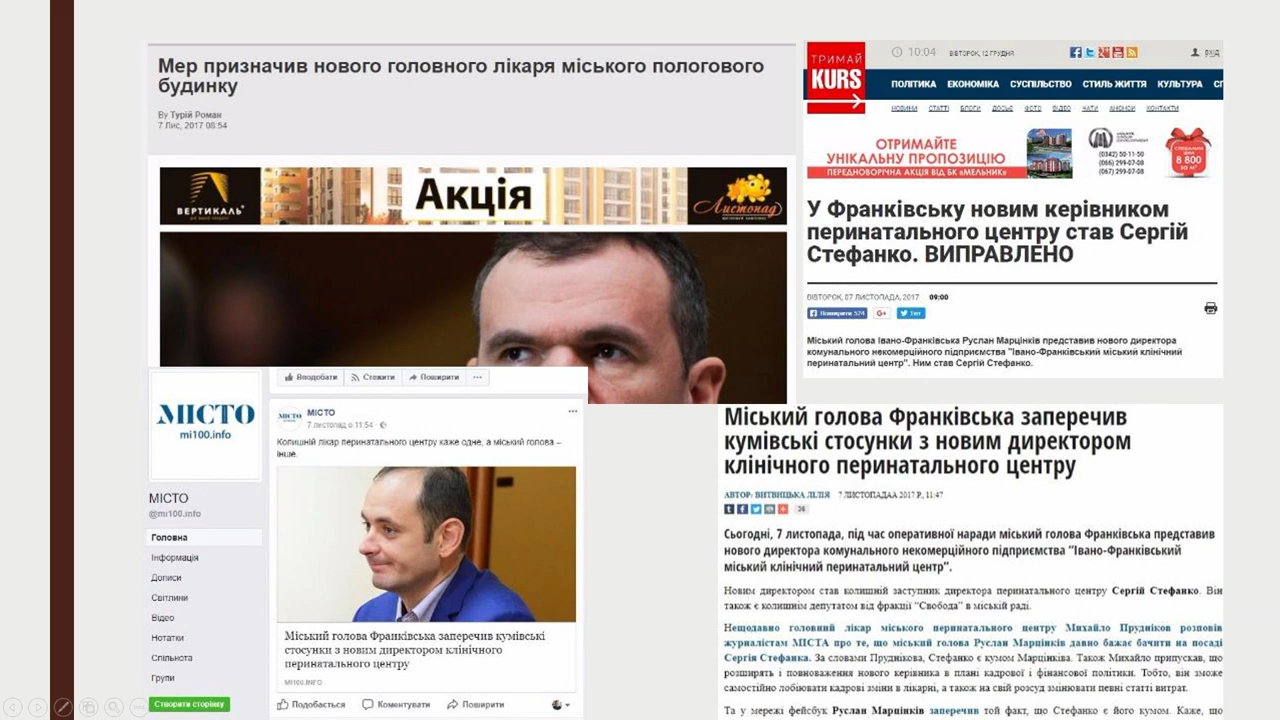 Мер призначив нового головного лікаря міського пологового
будинку
By Турій Роман
7 Лис, 2017 08:54
ВЕРТИКАЛЬ
Акція
Листопад
ТРИМАЙ
KURS
10:04
ВІВТОРОК, 12 ГРУДНЯ
ВХІД
ПОЛІТИКА ЕКОНОМІКА СУСПІЛЬСТВО СТИЛЬ ЖИТТЯ КУЛЬТУРА СП
НОВИНИ СТАТТІ БЛОГИ ДОСЬЄ ФОТО ВІДЕО ЧАТИ АНОНСИ КОНТАКТИ
ОТРИМАЙТЕ
УНІКАЛЬНУ ПРОПОЗИЦІЮ
ПЕРЕДНОВОРІЧНА АКЦІЯ ВІД БК «МЕЛЬНИК»
(0342) 50-11-50
(066) 299-07-08
(067) 299-07-08
8 800
У Франківську новим керівником
перинатального центру став Сергій
Стефанко. ВИПРАВЛЕНО
ВІВТОРОК, 07 ЛИСТОПАДА, 2017 09:00
Поширити 524 G+ Твіт
Міський голова Івано-Франківська Руслан Марцінків представив нового директора
комунального некомерційного підприємства "Івано-Франківський міський клінічний
перинатальний центр". Ним став Сергій Стефанко.
Вподобати Стежити Поширити ...
МІСТО
mi100.info
МІСТО
@mi100.info
Головна
Інформація
Дописи
Світлини
Відео
Нотатки
Спільнота
Групи
Створити сторінку
МІСТО
МІСТО
7 листопад о 11:54
Колишній лікар перинатального центру каже одне, а міський голова –
інше.
Міський голова Франківська заперечив кумівські
стосунки з новим директором клінічного
перинатального центру
MI100.INFO
Подобається Коментувати Поширити
Міський голова Франківська заперечив
кумівські стосунки з новим директором
клінічного перинатального центру
АВТОР: ВИТВИЦЬКА ЛІЛІЯ 7 ЛИСТОПАДАА 2017 Р., 11:47
36
Сьогодні, 7 листопада, під час оперативної наради міський голова Франківська представив
нового директора комунального некомерційного підприємства “Івано-Франківський
міський клінічний перинатальний центр”.
Новим директором став колишній заступник директора перинатального центру Сергій Стефанко. Він
також є колишнім депутатом від фракції “Свобода” в міській раді.
Нещодавно головний лікар міського перинатального центру Михайло Прудніков розповів
журналістам МІСТА про те, що міський голова Руслан Марцінків давно бажає бачити на посаді
Сергія Стефанка. За словами Пруднікова, Стефанко є кумом Марцінківа. Також Михайло припускав, що
розширять і повноваження нового керівника в плані кадрової і фінансової політики. Тобто, він зможе
самостійно лобіювати кадрові зміни в лікарні, а також на свій розсуд змінювати певні статті витрат.
Та у мережі фейсбук Руслан Марцінків заперечив той факт, що Стефанко є його кумом. Каже, що